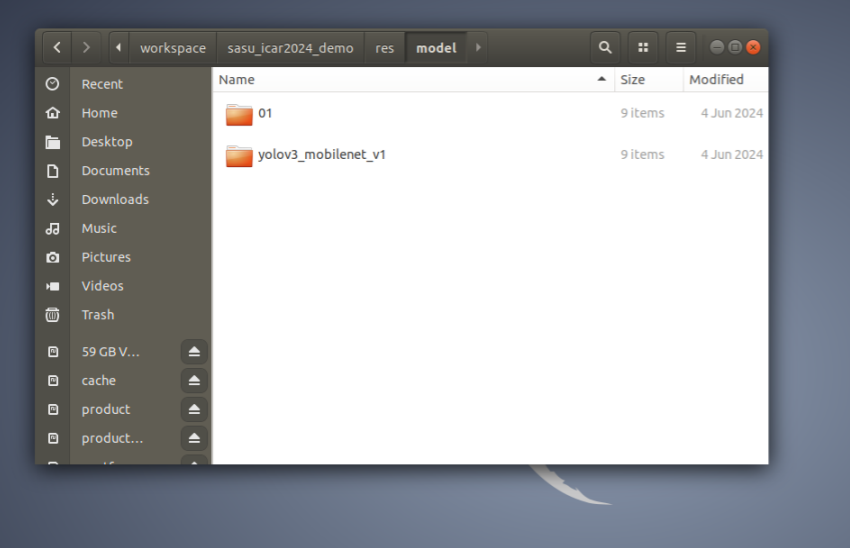 workspace sasu_icar2024_demo res model
Name Size Modified
Recent
Home
Desktop
Documents
Downloads
Music
Pictures
Videos
Trash
59 GB V...
cache
product
product...
01 9 items 4 Jun 2024
yolov3_mobilenet_v1 9 items 4 Jun 2024